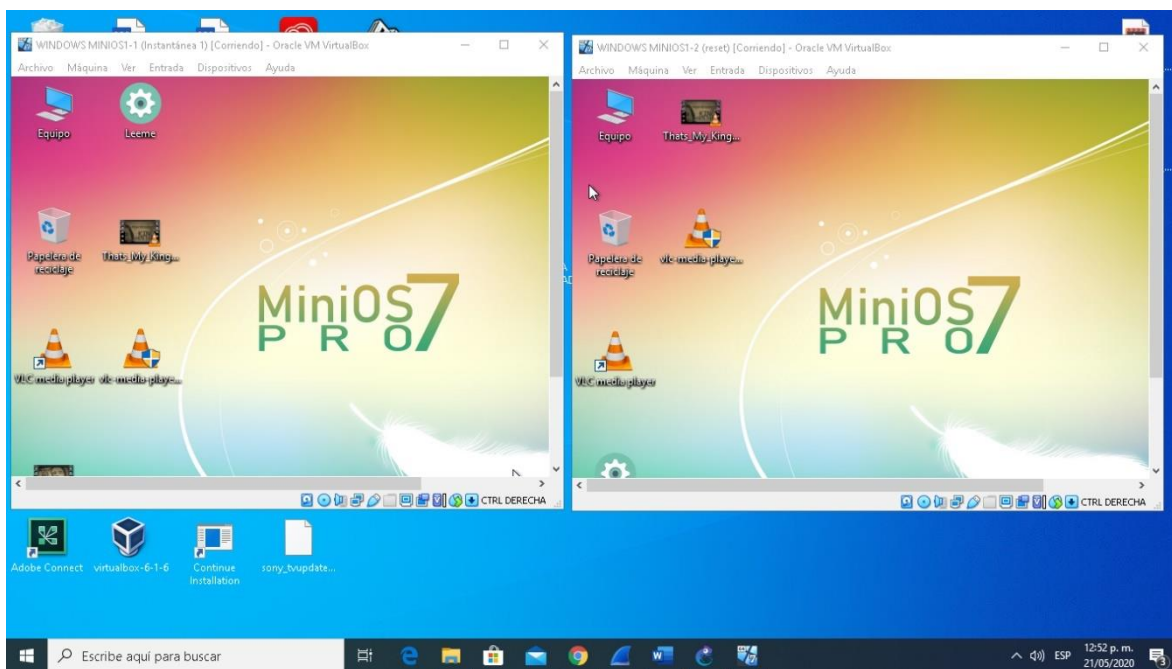 WINDOWS MINIOS1-1 (Instantánea 1) [Corriendo] - Oracle VM VirtualBox
Archivo Máquina Ver Entrada Dispositivos Ayuda
Equipo
Leeme
Papelera de
reciclaje
Thats_My_King...
VLC media player
vlc-media-playe...
MiniOS7
PRO
CTRL DERECHA
WINDOWS MINIOS1-2 (reset) [Corriendo] - Oracle VM VirtualBox
Archivo Máquina Ver Entrada Dispositivos Ayuda
Equipo
Thats_My_King...
Papelera de
reciclaje
vlc-media-playe...
VLC media player
MiniOS7
PRO
CTRL DERECHA
Adobe Connect
virtualbox-6-1-6
Continue
Installation
sony_tvupdate...
Escribe aquí para buscar
ESP
12:52 p. m.
21/05/2020